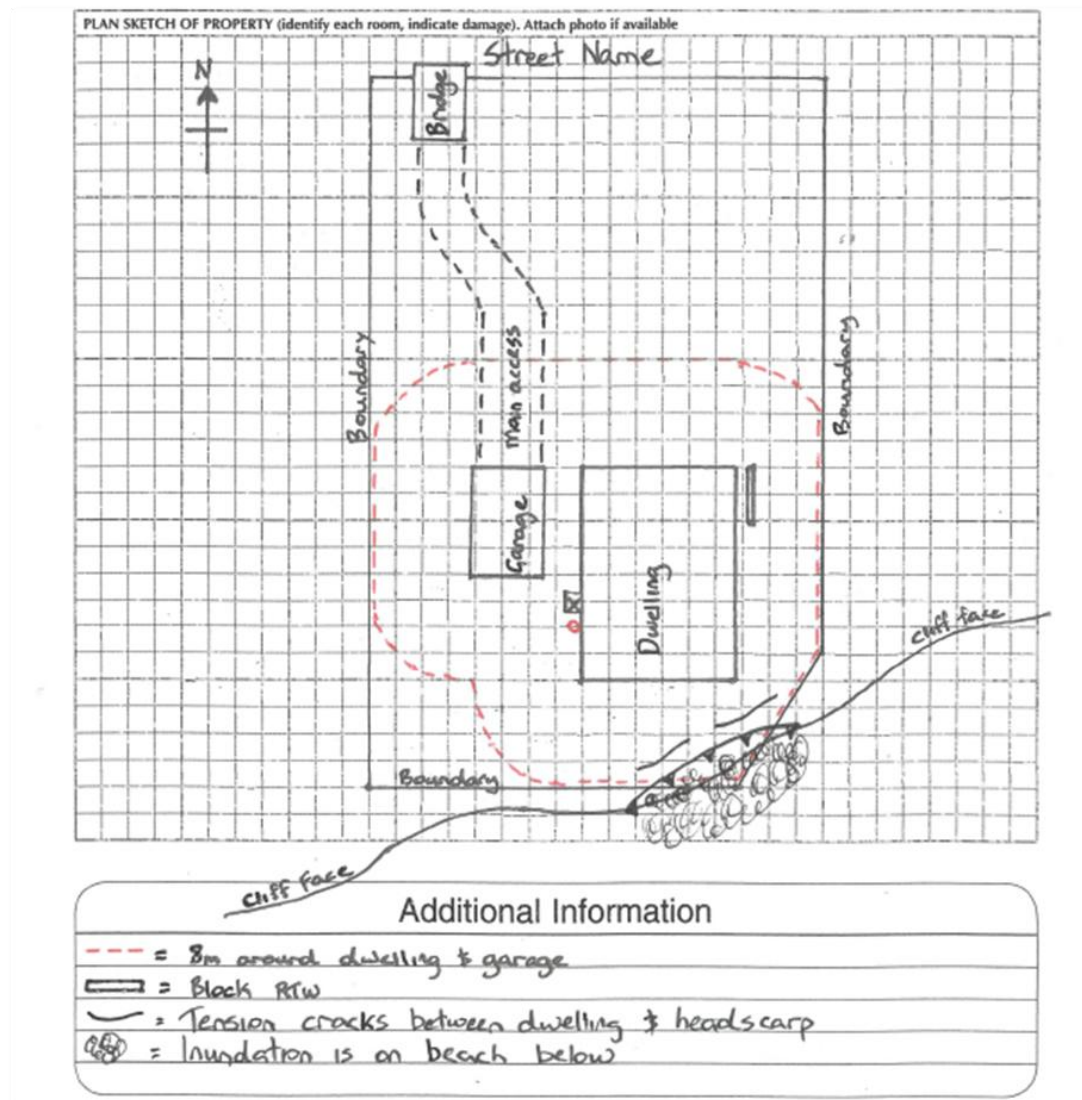 PLAN SKETCH OF PROPERTY (identify each room, indicate damage). Attach photo if available
Street Name
N
Bridge
Boundary
main access
Boundary
Garage
Dwelling
cliff face
Boundary
cliff face
Additional Information
= 8m around dwelling & garage
= Block RTW
= Tension cracks between dwelling & headscarp
= Inundation is on beach below